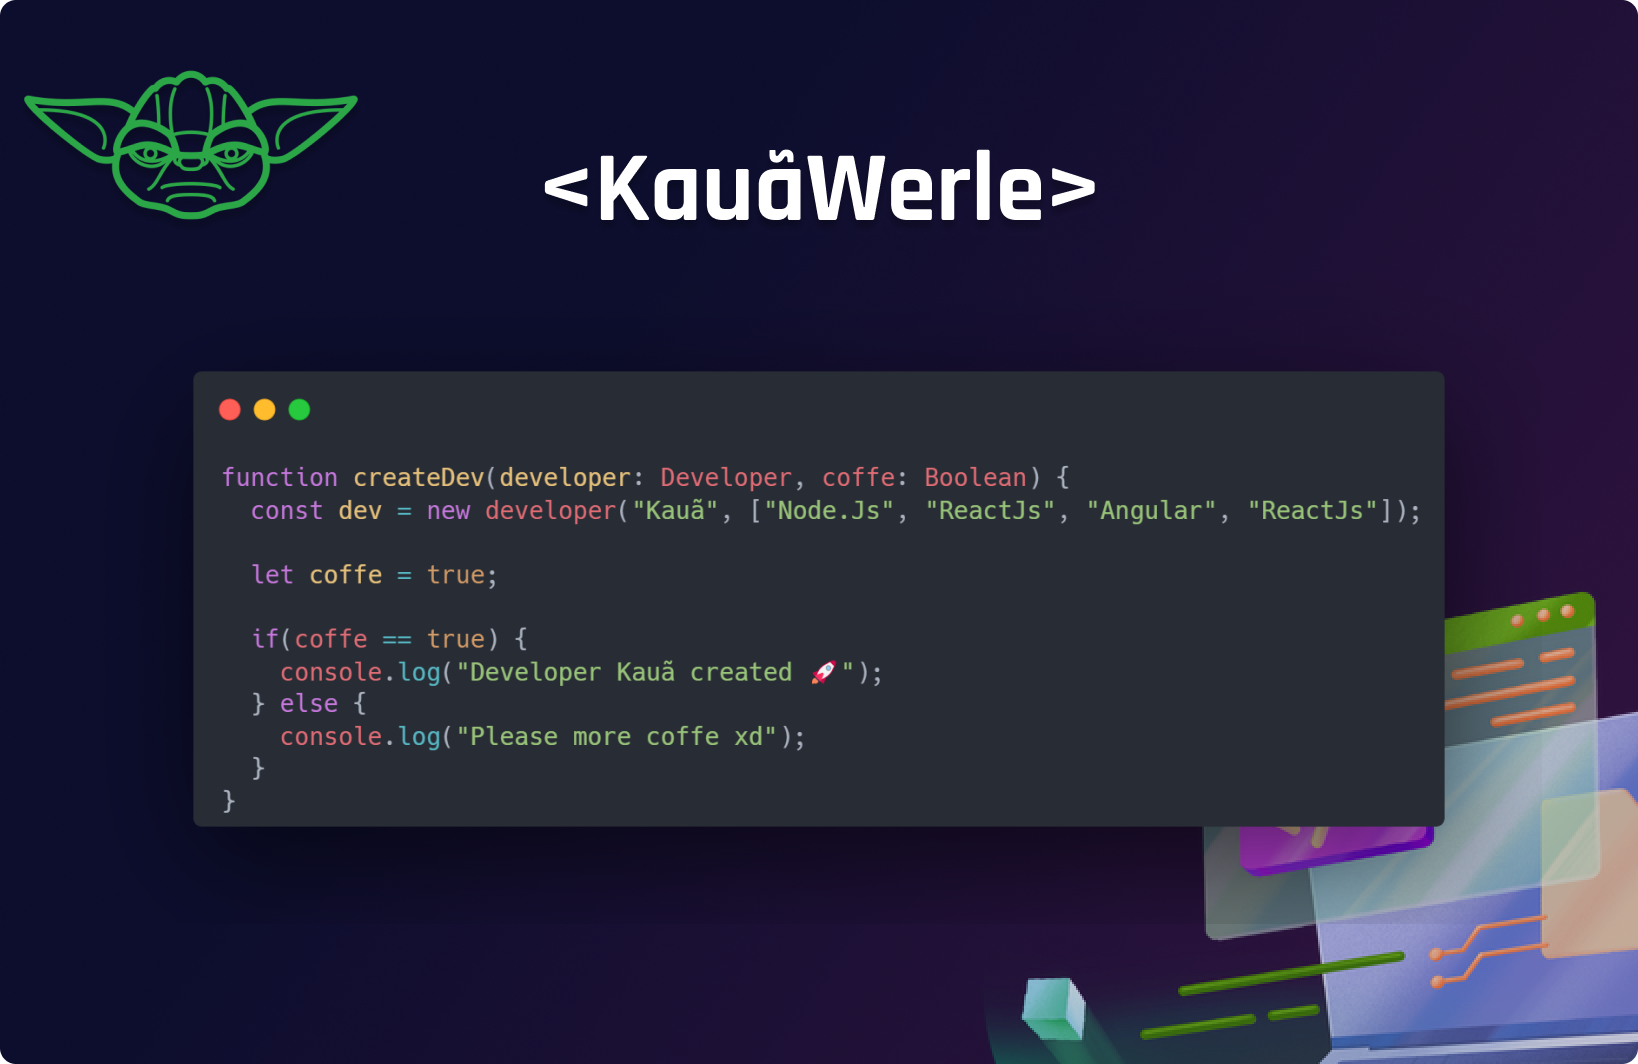 <KauãWerle>
function createDev(developer: Developer, coffe: Boolean) {
  const dev = new developer("Kauã", ["Node.Js", "ReactJs", "Angular", "ReactJs"]);
  let coffe = true;
  if(coffe == true) {
    console.log("Developer Kauã created 🚀");
  } else {
    console.log("Please more coffe xd");
  }
}